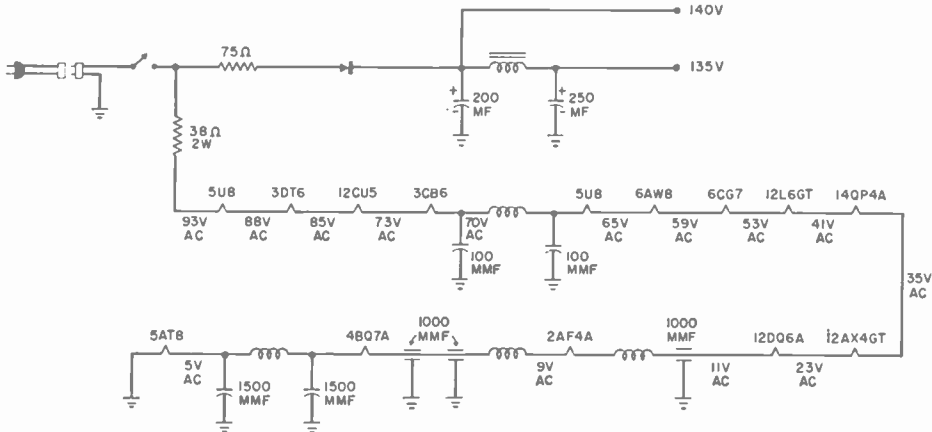 140V
75Ω
135V
+
-
200
MF
+
-
250
MF
38Ω
2W
5U8
3DT6
12CU5
3CB6
5U8
6AW8
6CG7
12L6GT
14QP4A
93V
AC
88V
AC
85V
AC
73V
AC
70V
AC
65V
AC
59V
AC
53V
AC
41V
AC
100
MMF
100
MMF
35V
AC
5AT8
4BQ7A
1000
MMF
2AF4A
1000
MMF
12DQ6A
12AX4GT
5V
AC
9V
AC
11V
AC
23V
AC
1500
MMF
1500
MMF